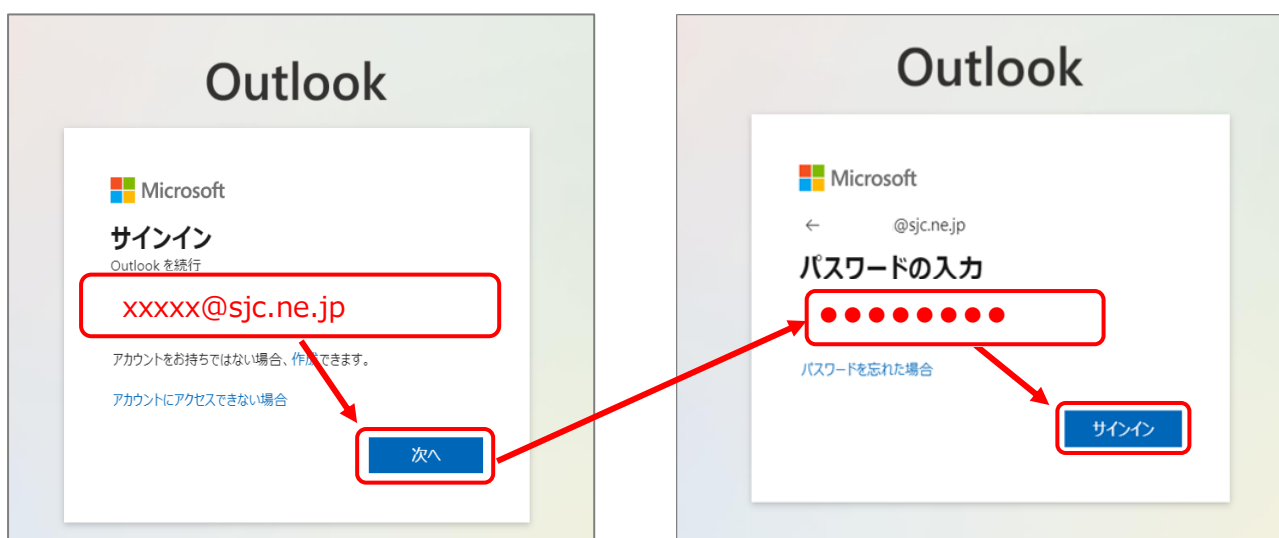 Outlook
Microsoft
サインイン
Outlook を続行
xxxxx@sjc.ne.jp
アカウントをお持ちではない場合、作成できます。
アカウントにアクセスできない場合
次へ
Outlook
Microsoft
← @sjc.ne.jp
パスワードの入力
●●●●●●●●
パスワードを忘れた場合
サインイン